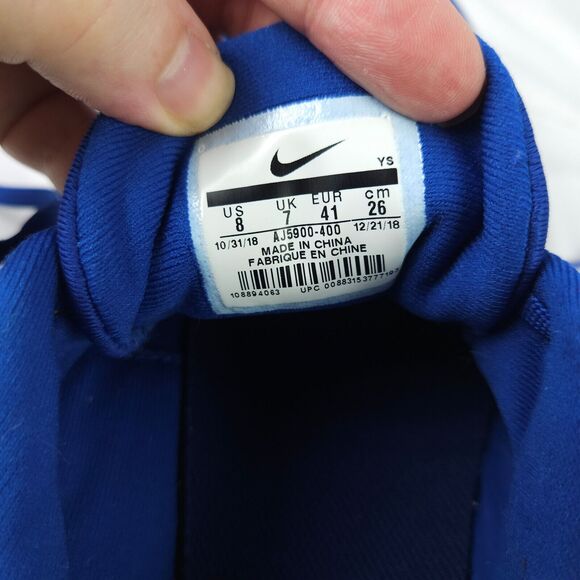 YS
US UK EUR cm
8 7 41 26
10/31/18 AJ5900-400 12/21/18
MADE IN CHINA
FABRIQUE EN CHINE
108894063 UPC